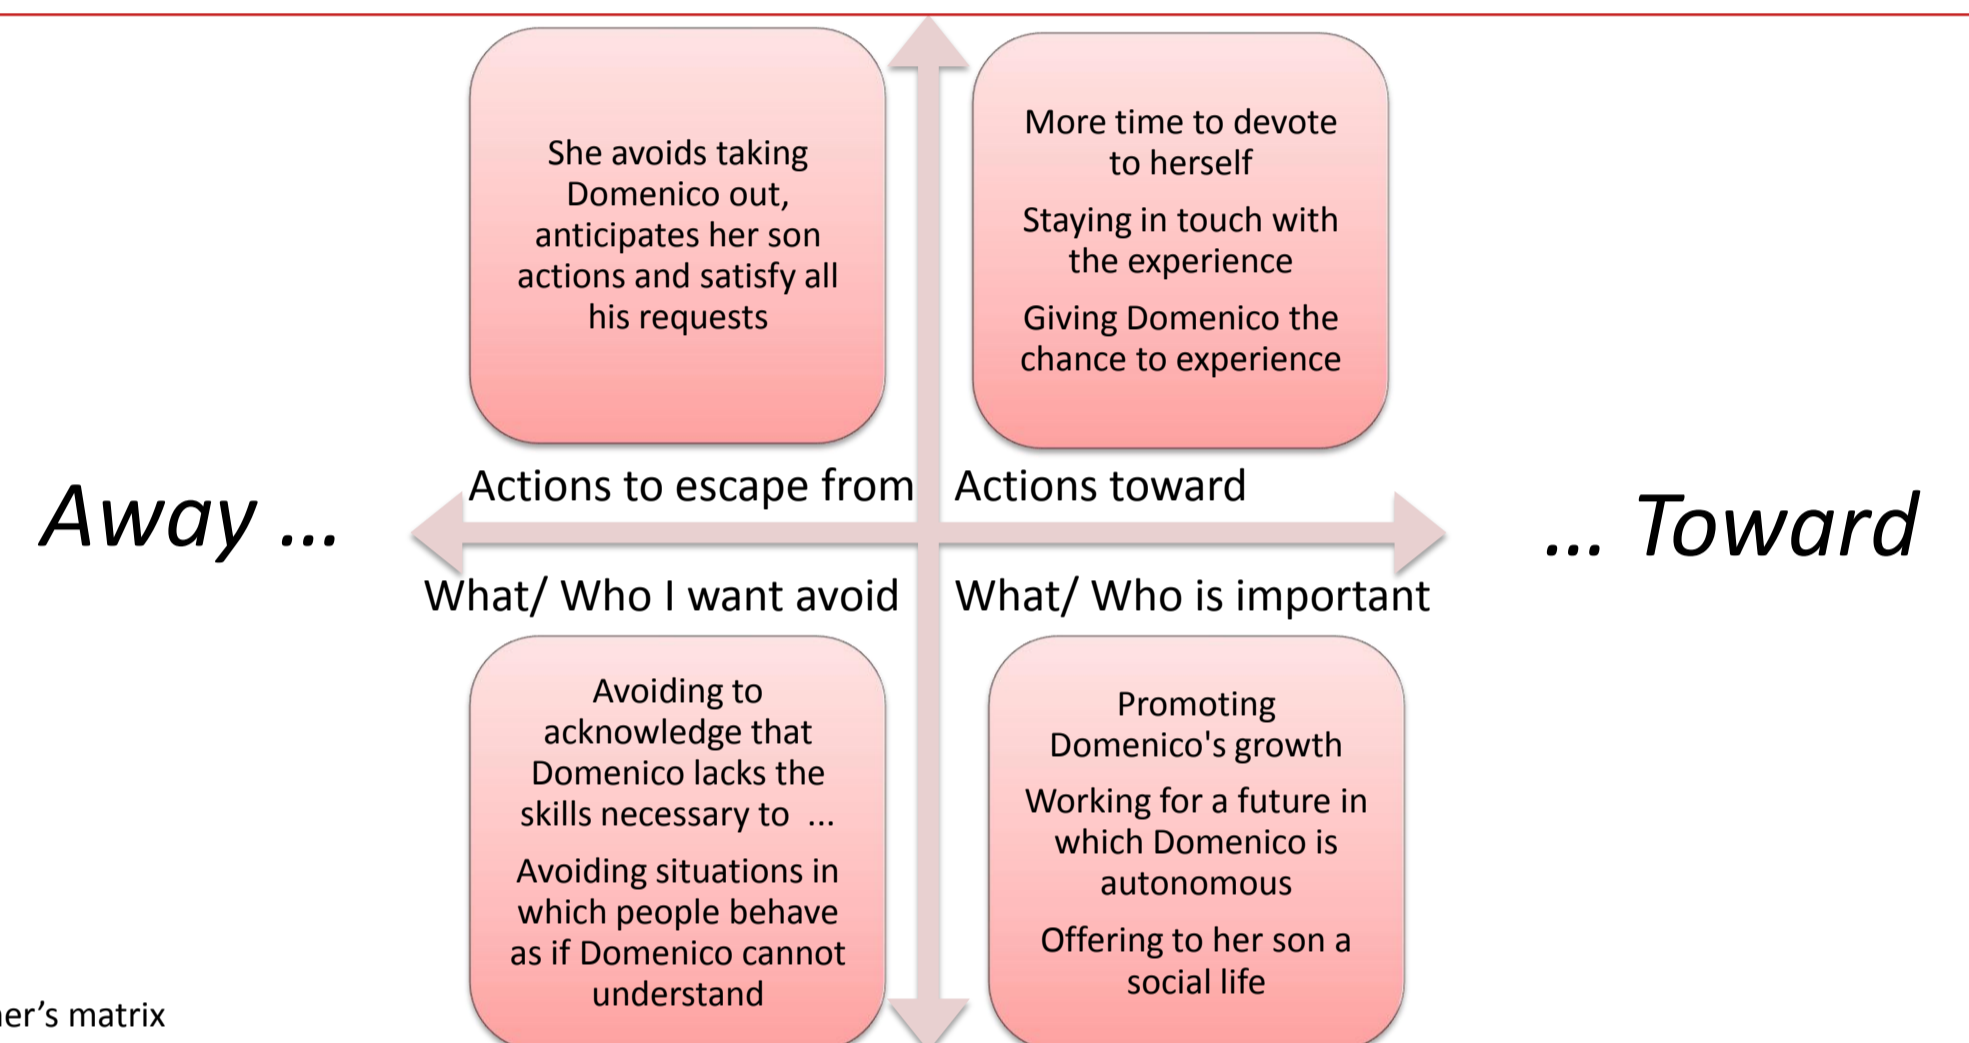 She avoids taking
Domenico out,
anticipates her son
actions and satisfy all
his requests
More time to devote
to herself
Staying in touch with
the experience
Giving Domenico the
chance to experience
Away ...
Actions to escape from
Actions toward
... Toward
What/ Who I want avoid
What/ Who is important
Avoiding to
acknowledge that
Domenico lacks the
skills necessary to ...
Avoiding situations in
which people behave
as if Domenico cannot
understand
Promoting
Domenico's growth
Working for a future in
which Domenico is
autonomous
Offering to her son a
social life
matrix